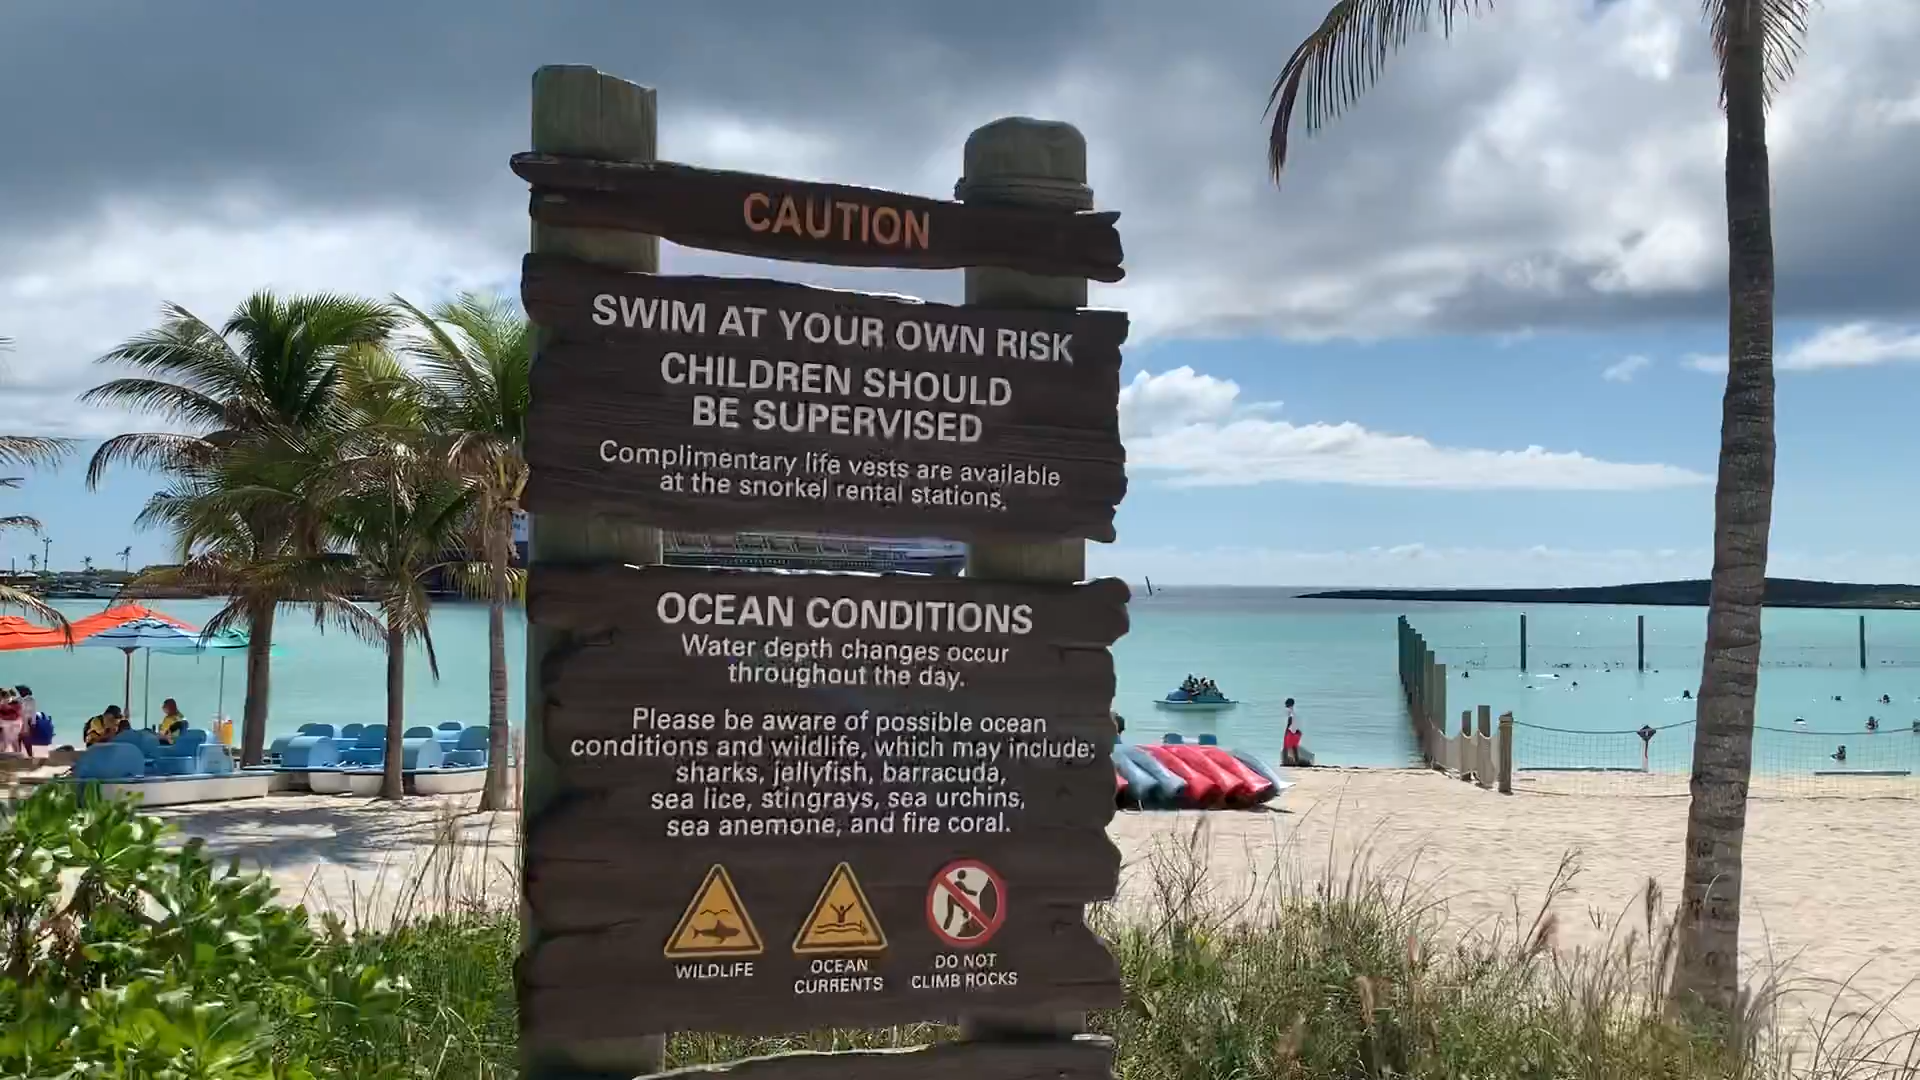 CAUTION
SWIM AT YOUR OWN RISK
CHILDREN SHOULD
BE SUPERVISED
Complimentary life vests are available
at the snorkel rental stations.
OCEAN CONDITIONS
Water depth changes occur
throughout the day.
Please be aware of possible ocean
conditions and wildlife, which may include:
sharks, jellyfish, barracuda,
sea lice, stingrays, sea urchins,
sea anemone, and fire coral.
WILDLIFE
OCEAN
CURRENTS
DO NOT
CLIMB ROCKS